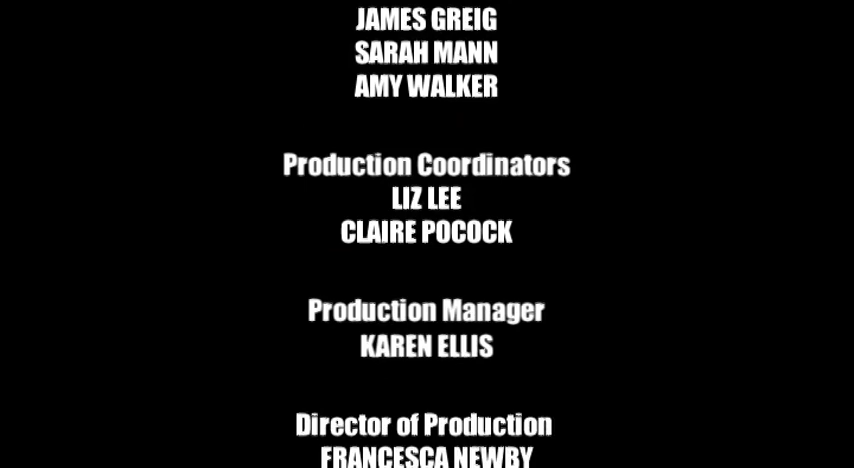 JAMES GREIG
SARAH MANN
AMY WALKER
Production Coordinators
LIZ LEE
CLAIRE POCOCK
Production Manager
KAREN ELLIS
Director of Production
FRANCESCA NEWBY